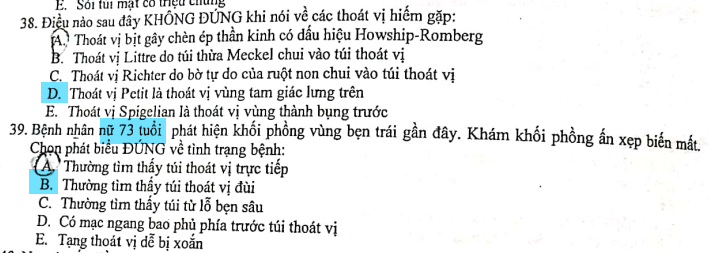 E. Sỏi túi mật có triệu chứng
38. Điều nào sau đây KHÔNG ĐÚNG khi nói về các thoát vị hiếm gặp:
A. Thoát vị bịt gây chèn ép thần kinh có dấu hiệu Howship-Romberg
B. Thoát vị Littre do túi thừa Meckel chui vào túi thoát vị
C. Thoát vị Richter do bờ tự do của ruột non chui vào túi thoát vị
D. Thoát vị Petit là thoát vị vùng tam giác lưng trên
E. Thoát vị Spigelian là thoát vị vùng thành bụng trước
39. Bệnh nhân nữ 73 tuổi phát hiện khối phồng vùng bẹn trái gần đây. Khám khối phồng ấn xẹp biến mất.
Chọn phát biểu ĐÚNG về tình trạng bệnh:
A. Thường tìm thấy túi thoát vị trực tiếp
B. Thường tìm thấy túi thoát vị đùi
C. Thường tìm thấy túi từ lỗ bẹn sâu
D. Có mạc ngang bao phủ phía trước túi thoát vị
E. Tạng thoát vị dễ bị xoắn